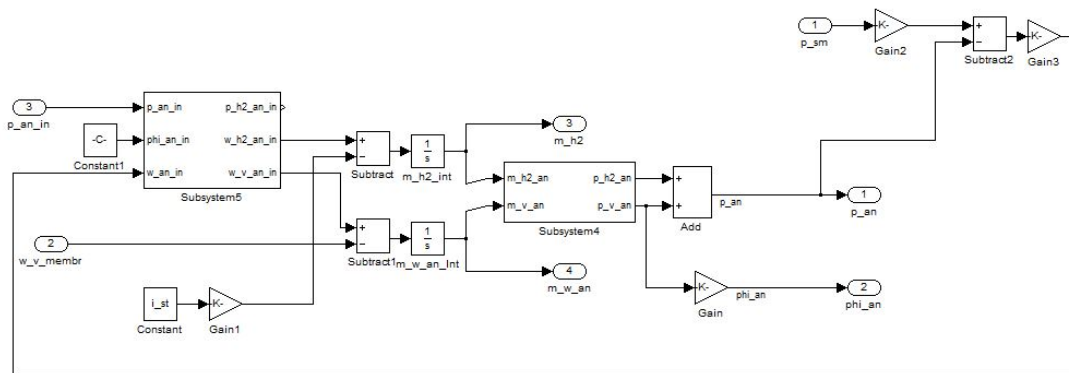 1
p_sm
K-
Gain2
+
−
Subtract2
K-
Gain3
3
p_an_in
-C-
Constant1
p_an_in
phi_an_in
w_an_in
p_h2_an_in
w_h2_an_in
w_v_an_in
Subsystem5
+
−
Subtract
1
s
m_h2_int
3
m_h2
2
w_v_membr
+
−
Subtract1
1
s
m_w_an_Int
m_h2_an
m_v_an
p_h2_an
p_v_an
Subsystem4
+
+
Add
p_an
1
p_an
4
m_w_an
i_st
Constant
K-
Gain1
K-
Gain
phi_an
2
phi_an